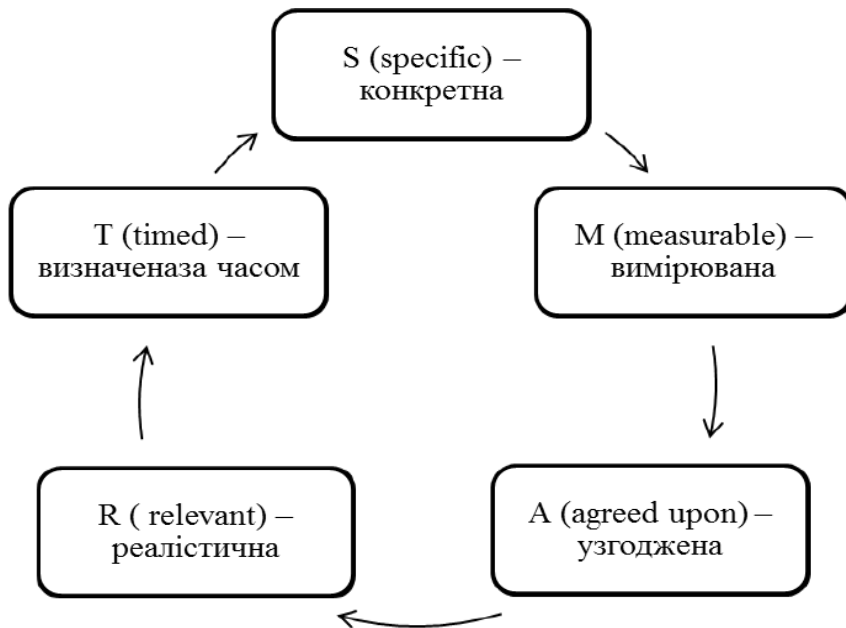 S (specific) –
конкретна
T (timed) –
визначеназа часом
M (measurable) –
вимірювана
R ( relevant) –
реалістична
A (agreed upon) –
узгоджена